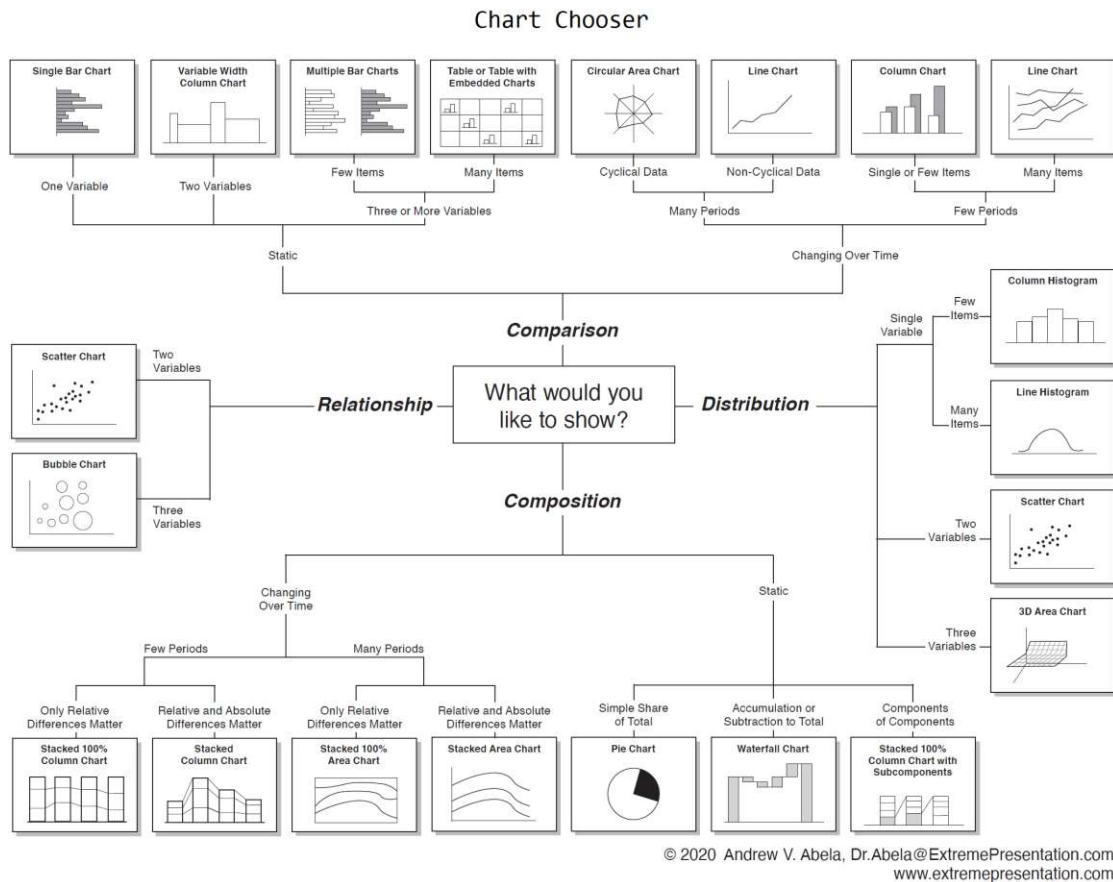 Chart Chooser
Single Bar Chart
Variable Width
Column Chart
Multiple Bar Charts
Table or Table with
Embedded Charts
Circular Area Chart
Line Chart
Column Chart
Line Chart
One Variable
Two Variables
Few Items
Many Items
Cyclical Data
Non-Cyclical Data
Single or Few Items
Many Items
Three or More Variables
Many Periods
Few Periods
Static
Changing Over Time
Comparison
Relationship
What would you
like to show?
Distribution
Composition
Two
Variables
Scatter Chart
Three
Variables
Bubble Chart
Single
Variable
Few
Items
Column Histogram
Many
Items
Line Histogram
Two
Variables
Scatter Chart
Three
Variables
3D Area Chart
Changing
Over Time
Static
Few Periods
Many Periods
Only Relative
Differences Matter
Relative and Absolute
Differences Matter
Only Relative
Differences Matter
Relative and Absolute
Differences Matter
Simple Share
of Total
Accumulation or
Subtraction to Total
Components
of Components
Stacked 100%
Column Chart
Stacked
Column Chart
Stacked 100%
Area Chart
Stacked Area Chart
Pie Chart
Waterfall Chart
Stacked 100%
Column Chart with
Subcomponents
© 2020 Andrew V. Abela, Dr.Abela@ExtremePresentation.com
www.extremepresentation.com